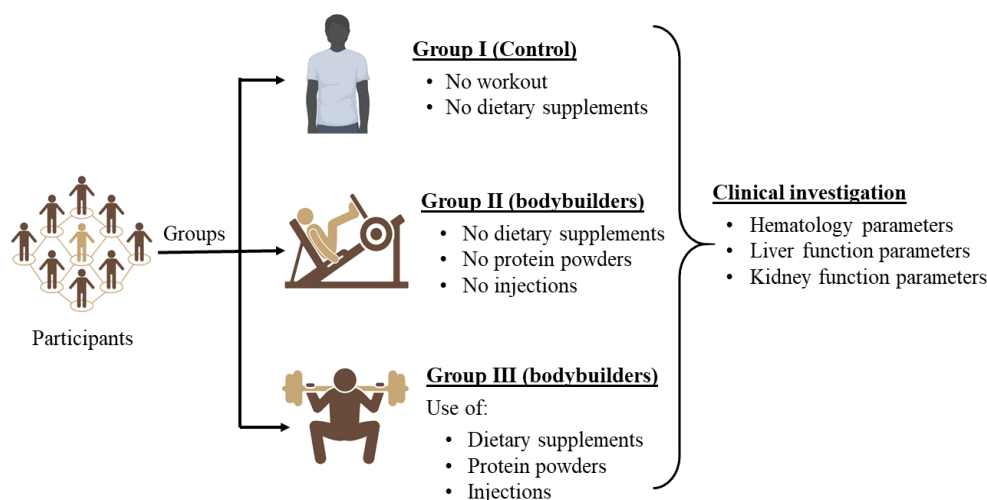 Participants
Groups
Group I (Control)
• No workout
• No dietary supplements
Group II (bodybuilders)
• No dietary supplements
• No protein powders
• No injections
Group III (bodybuilders)
Use of:
• Dietary supplements
• Protein powders
• Injections
Clinical investigation
• Hematology parameters
• Liver function parameters
• Kidney function parameters